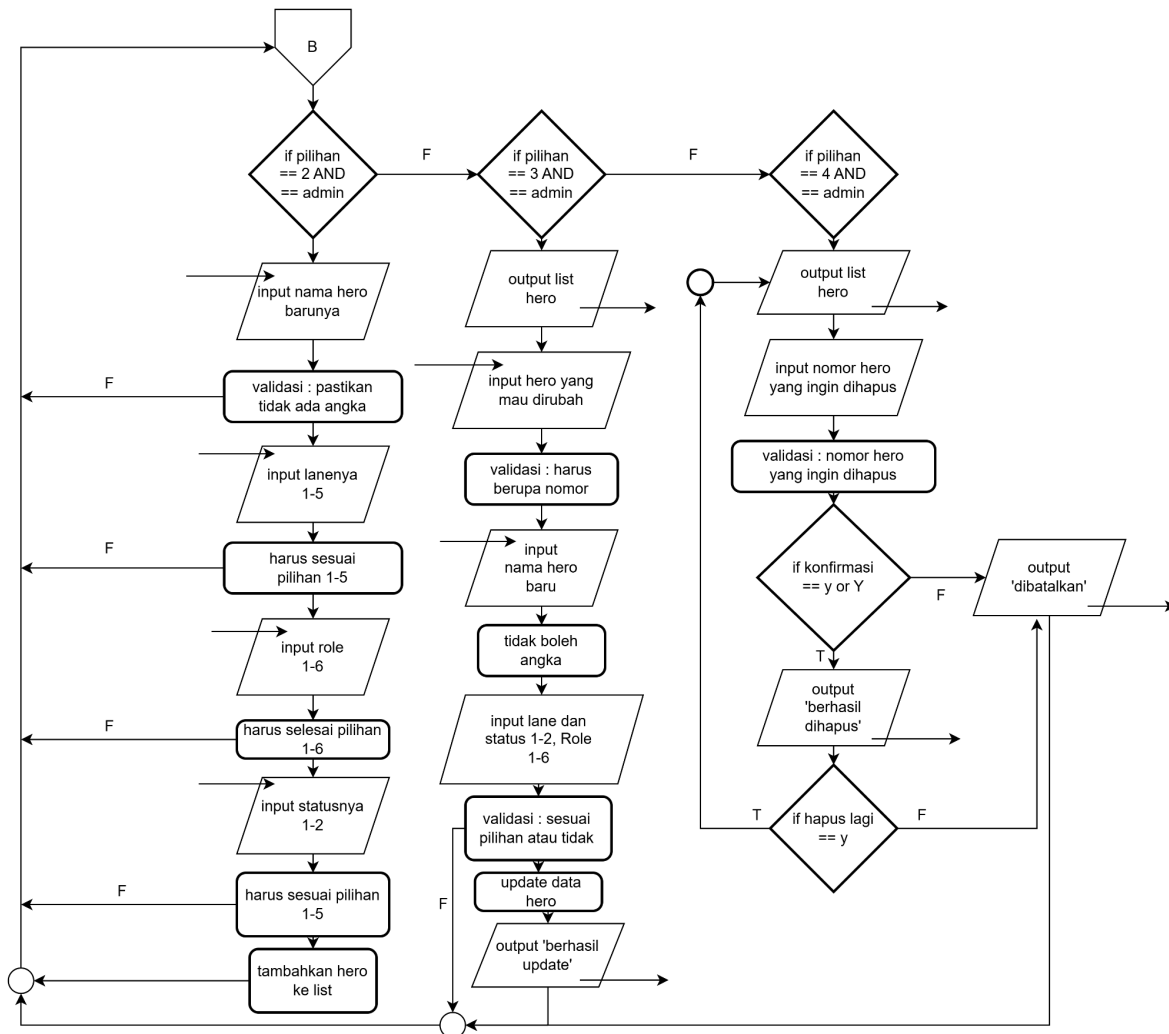 B
if pilihan
== 2 AND
== admin
F
if pilihan
== 3 AND
== admin
F
if pilihan
== 4 AND
== admin
input nama hero
barunya
F
validasi : pastikan
tidak ada angka
input lanenya
1-5
F
harus sesuai
pilihan 1-5
input role
1-6
F
harus selesai pilihan
1-6
input statusnya
1-2
F
harus sesuai pilihan
1-5
tambahkan hero
ke list
output list
hero
input hero yang
mau dirubah
validasi : harus
berupa nomor
input
nama hero
baru
tidak boleh
angka
input lane dan
status 1-2, Role
1-6
validasi : sesuai
pilihan atau tidak
F
update data
hero
output 'berhasil
update'
output list
hero
input nomor hero
yang ingin dihapus
validasi : nomor hero
yang ingin dihapus
if konfirmasi
== y or Y
F
output
'dibatalkan'
T
output
'berhasil
dihapus'
T
if hapus lagi
== y
F